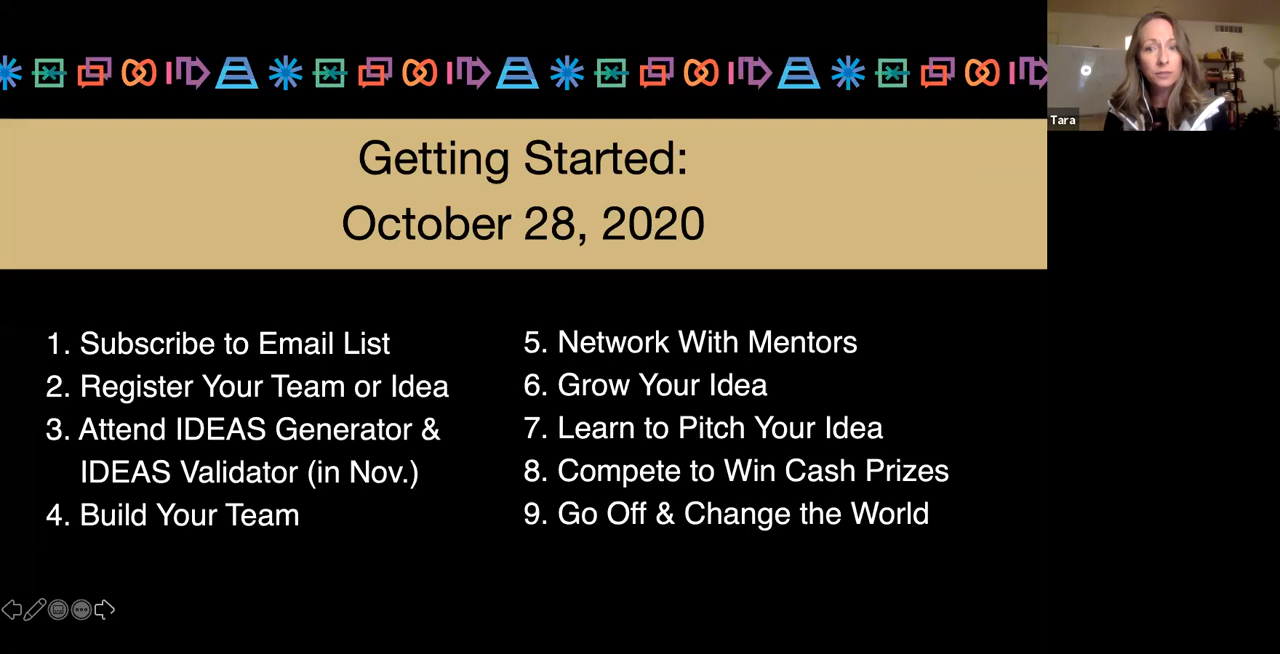 Getting Started:
October 28, 2020
Tara
1. Subscribe to Email List
2. Register Your Team or Idea
3. Attend IDEAS Generator &
IDEAS Validator (in Nov.)
4. Build Your Team
5. Network With Mentors
6. Grow Your Idea
7. Learn to Pitch Your Idea
8. Compete to Win Cash Prizes
9. Go Off & Change the World